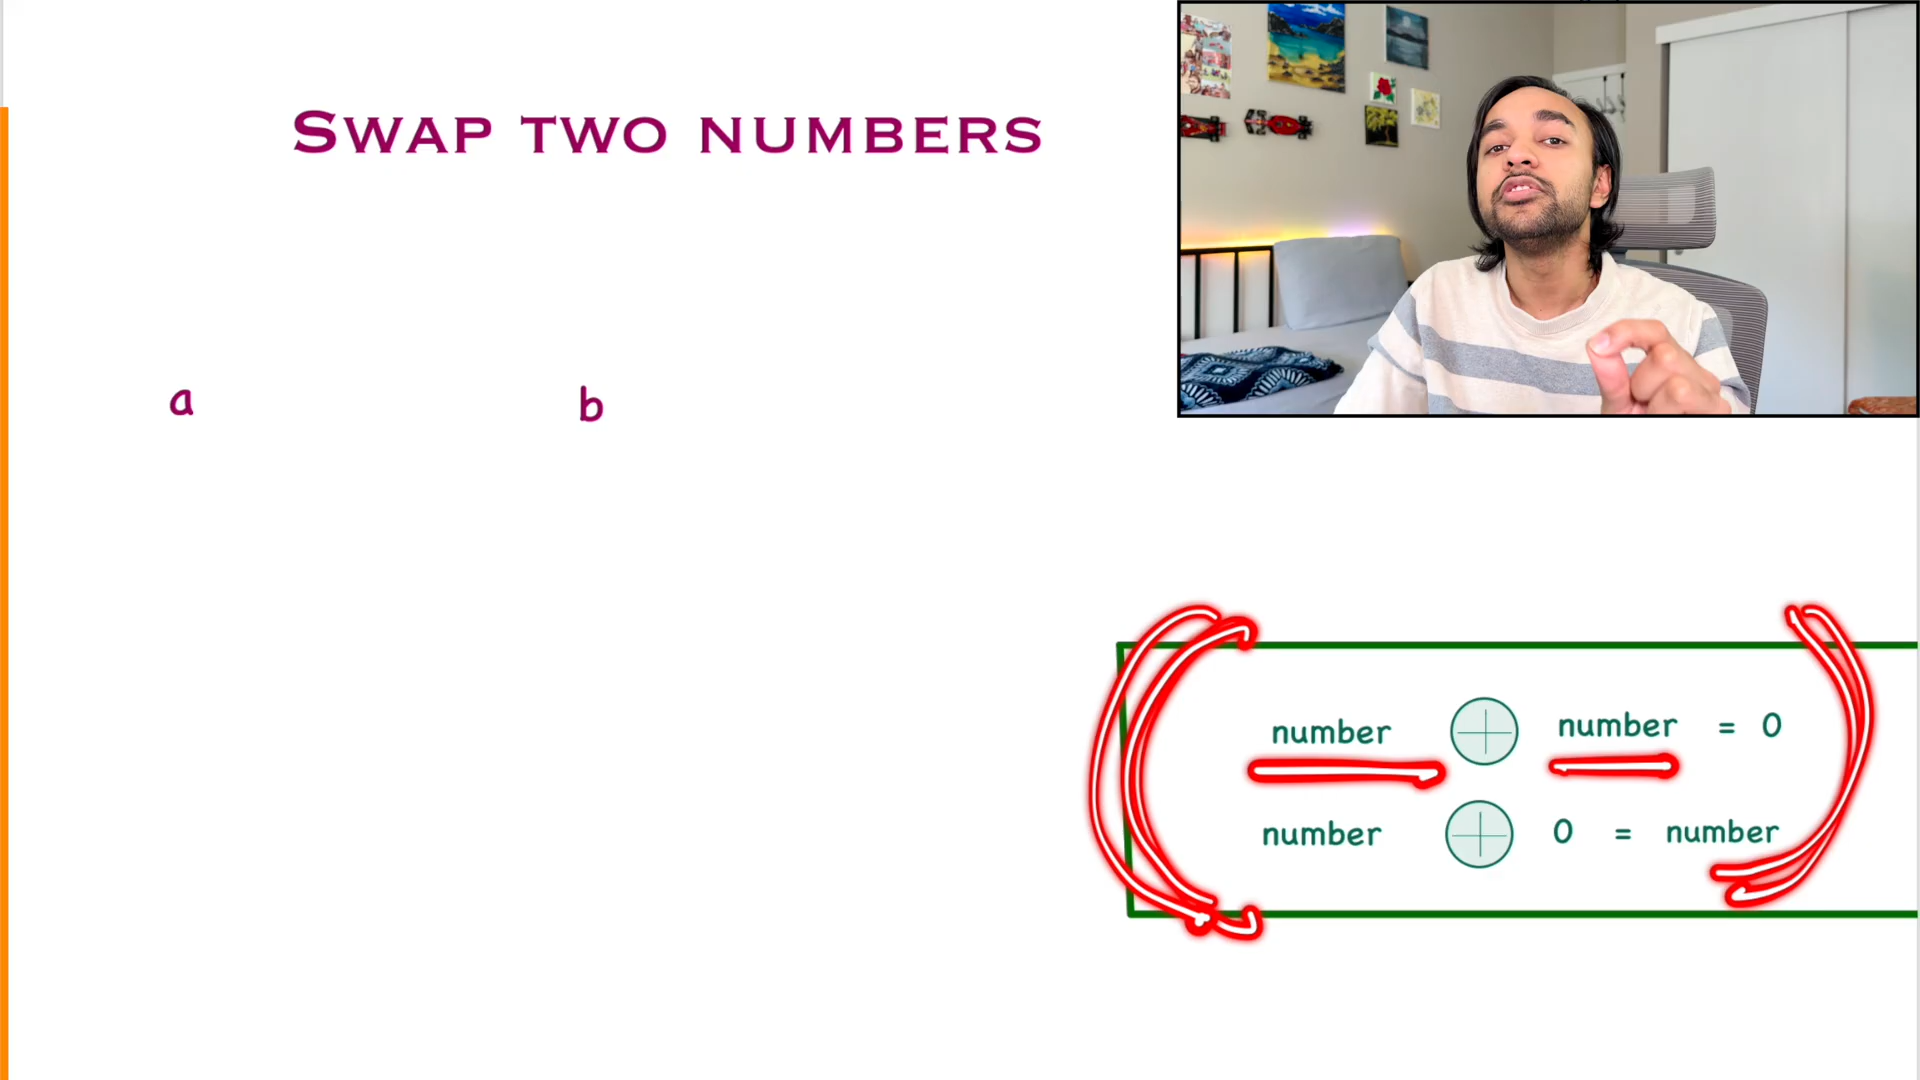 SWAP TWO NUMBERS
a b
number ⊕ number = 0
number ⊕ 0 = number